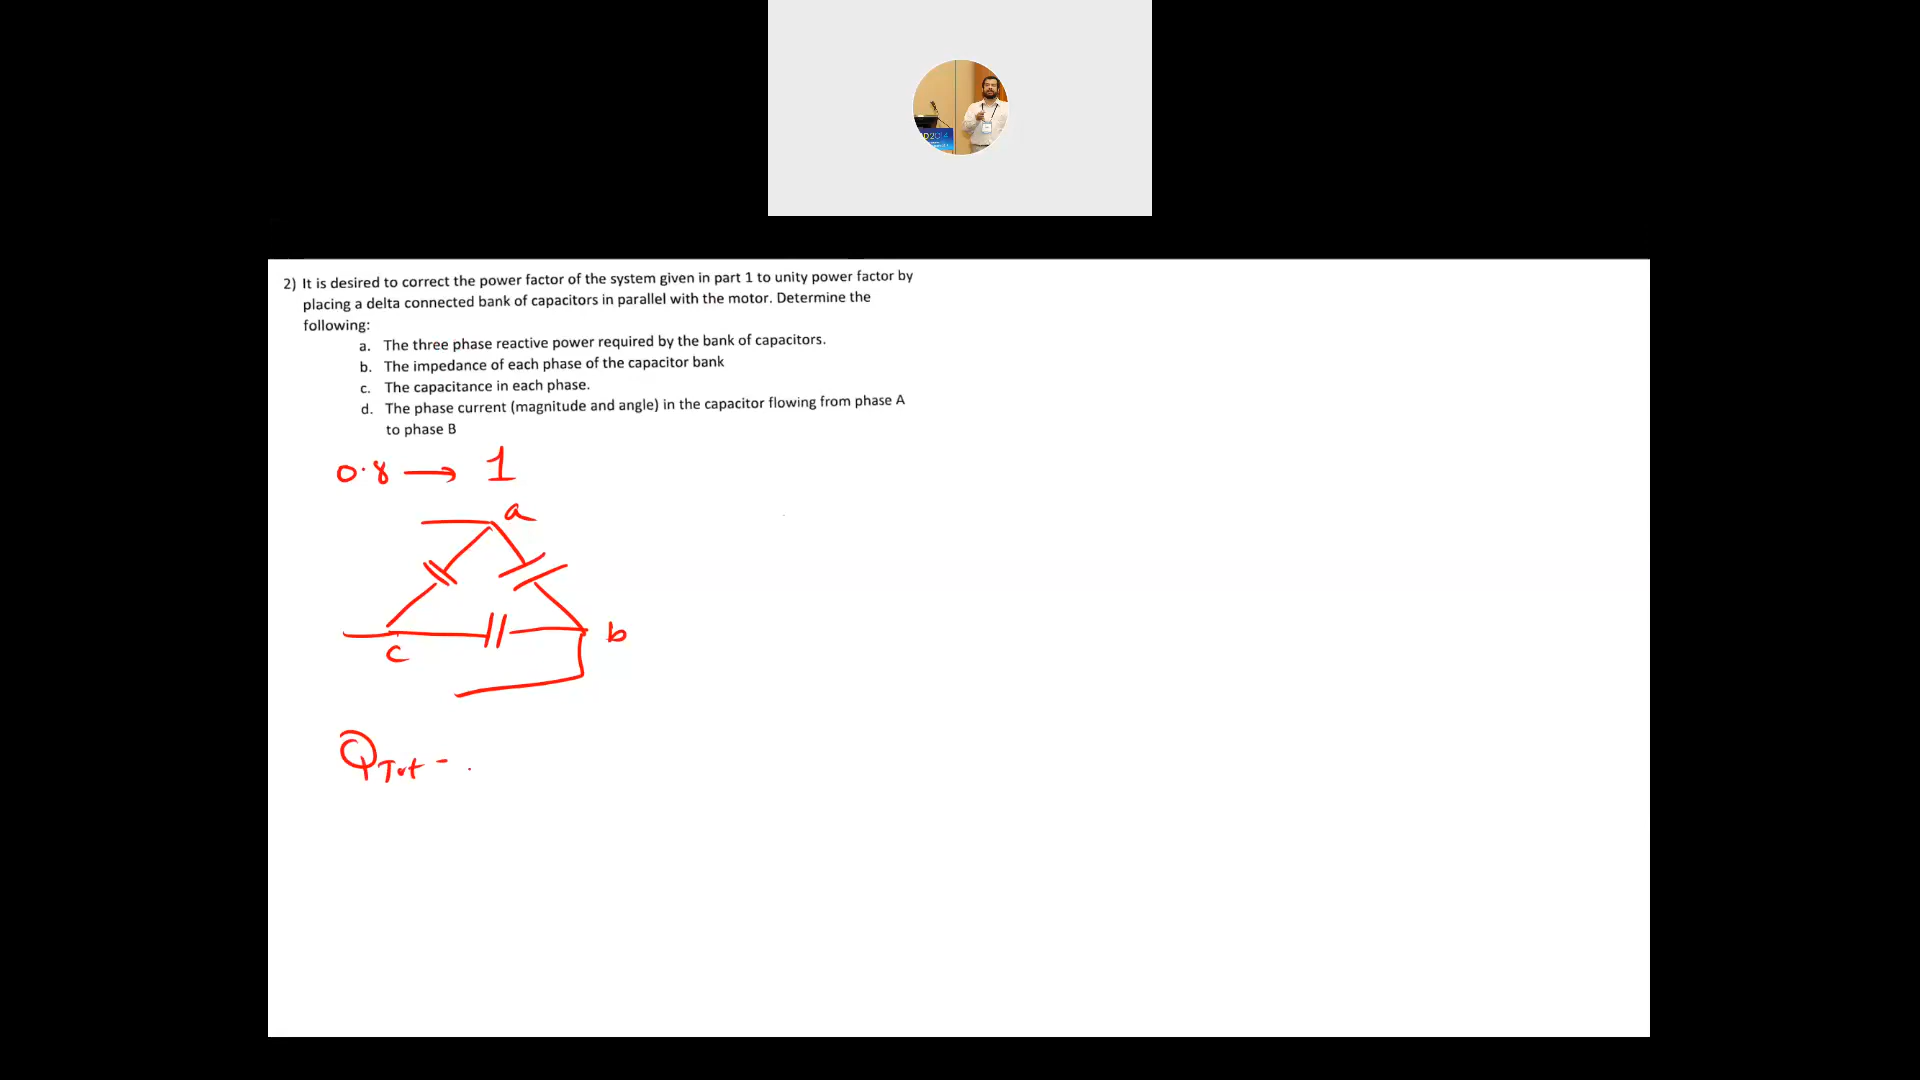 D2014
2) It is desired to correct the power factor of the system given in part 1 to unity power factor by
placing a delta connected bank of capacitors in parallel with the motor. Determine the
following:
a. The three phase reactive power required by the bank of capacitors.
b. The impedance of each phase of the capacitor bank
c. The capacitance in each phase.
d. The phase current (magnitude and angle) in the capacitor flowing from phase A
to phase B
0.8 → 1
a
b
c
QTot -